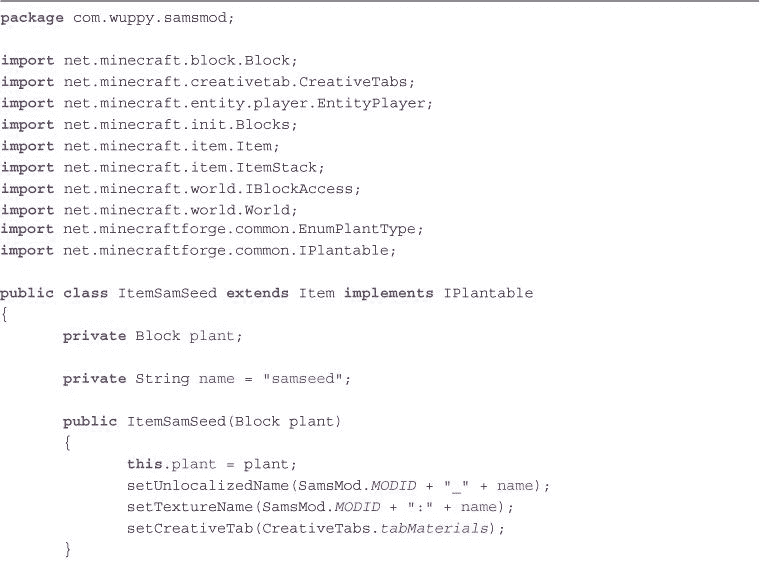 package com.wuppy.samsmod;
import net.minecraft.block.Block;
import net.minecraft.creativetab.CreativeTabs;
import net.minecraft.entity.player.EntityPlayer;
import net.minecraft.init.Blocks;
import net.minecraft.item.Item;
import net.minecraft.item.ItemStack;
import net.minecraft.world.IBlockAccess;
import net.minecraft.world.World;
import net.minecraftforge.common.EnumPlantType;
import net.minecraftforge.common.IPlantable;
public class ItemSamSeed extends Item implements IPlantable
{
private Block plant;
private String name = "samseed";
public ItemSamSeed(Block plant)
{
this.plant = plant;
setUnlocalizedName(SamsMod.MODID + "_" + name);
setTextureName(SamsMod.MODID + ":" + name);
setCreativeTab(CreativeTabs.tabMaterials);
}